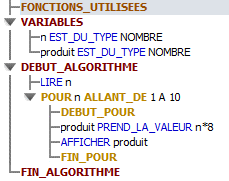 FONCTIONS_UTILISEES
VARIABLES
n EST_DU_TYPE NOMBRE
produit EST_DU_TYPE NOMBRE
DEBUT_ALGORITHME
LIRE n
POUR n ALLANT_DE 1 A 10
DEBUT_POUR
produit PREND_LA_VALEUR n*8
AFFICHER produit
FIN_POUR
FIN_ALGORITHME